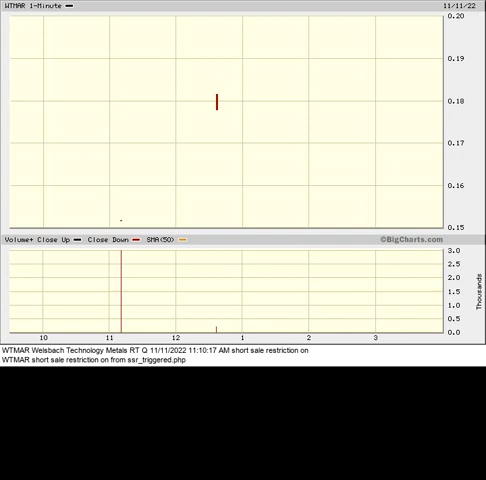 WTMAR 1-Minute
11/11/22
0.20
0.19
0.18
0.17
0.16
0.15
Volume+ Close Up Close Down SMA(50)
©BigCharts.com
3.0
2.5
2.0
1.5
1.0
0.5
0.0
Thousands
10 11 12 1 2 3
WTMAR Welsbach Technology Metals RT Q 11/11/2022 11:10:17 AM short sale restriction on
WTMAR short sale restriction on from ssr_triggered.php